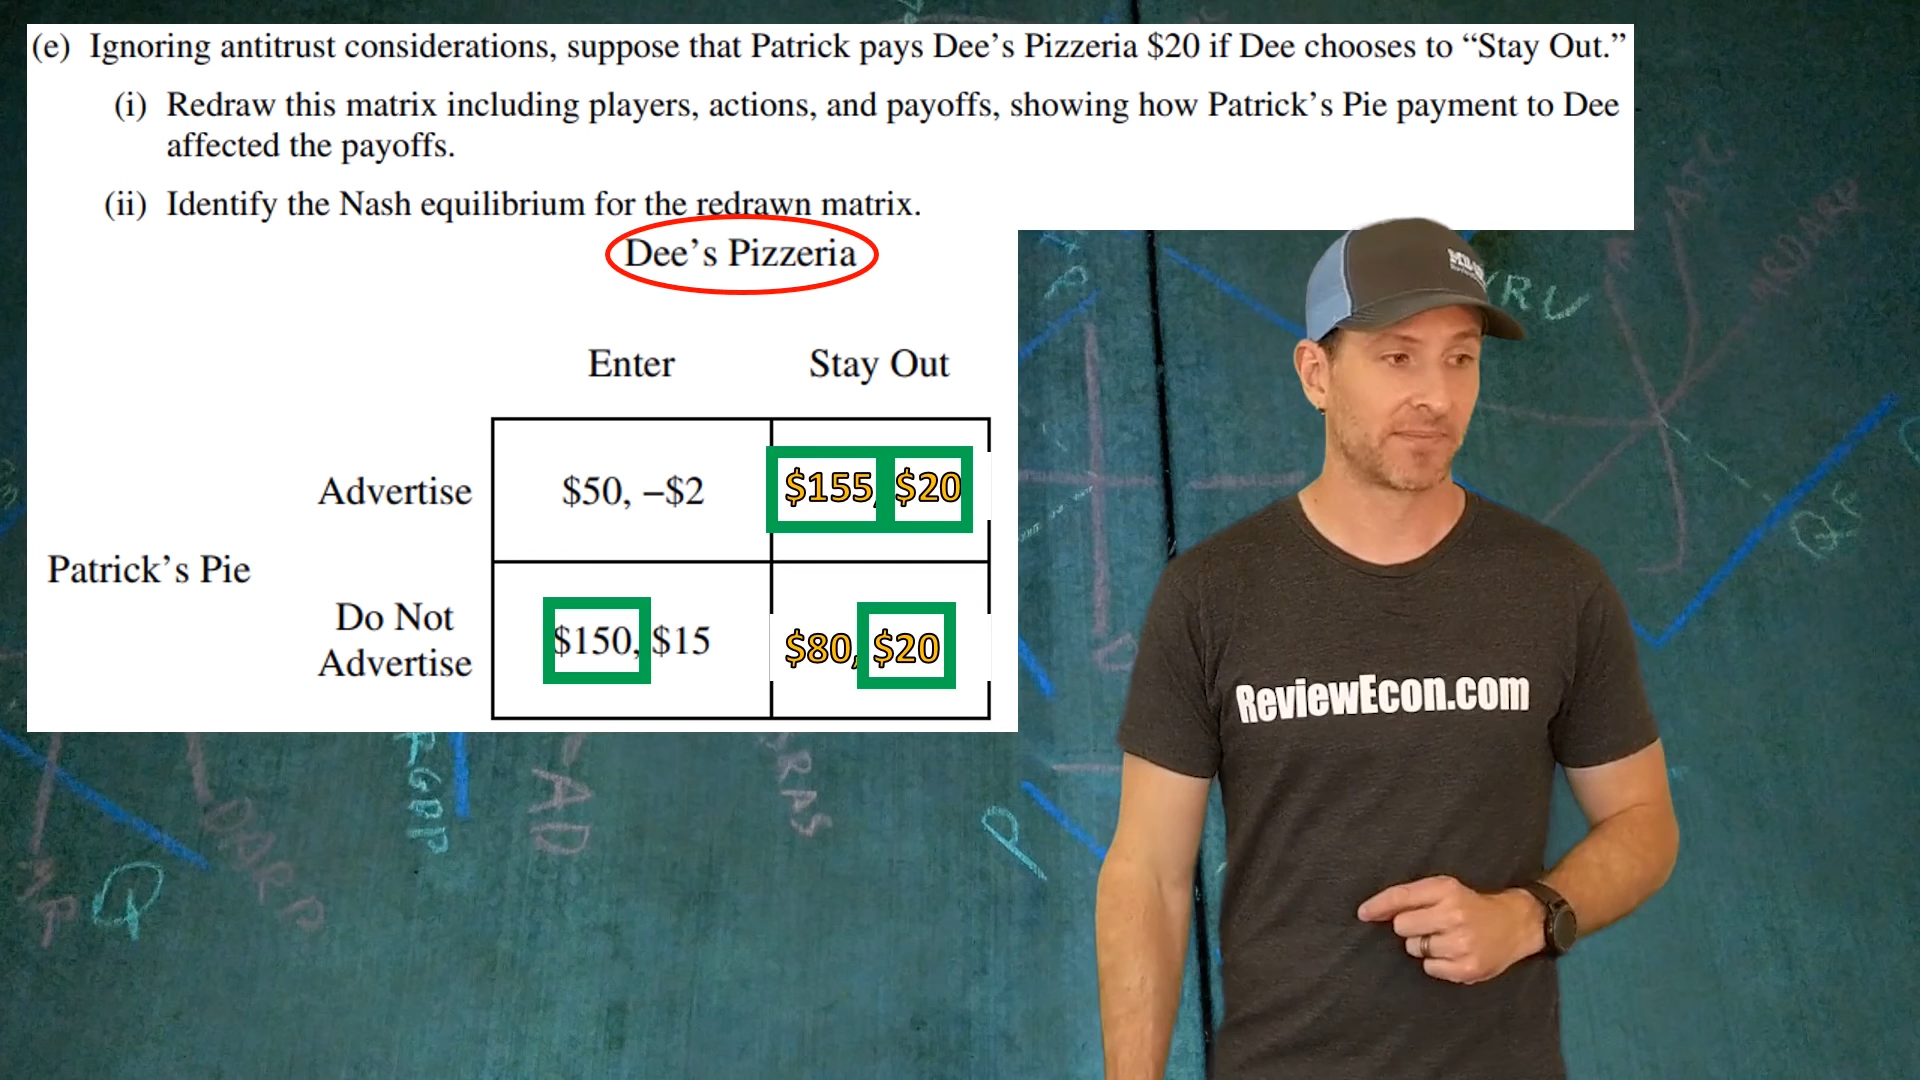 (e) Ignoring antitrust considerations, suppose that Patrick pays Dee’s Pizzeria $20 if Dee chooses to “Stay Out.”
(i) Redraw this matrix including players, actions, and payoffs, showing how Patrick’s Pie payment to Dee
affected the payoffs.
(ii) Identify the Nash equilibrium for the redrawn matrix.
Dee’s Pizzeria
Enter Stay Out
Advertise $50, –$2 $155, $20
Patrick’s Pie
Do Not
Advertise $150, $15 $80, $20
ReviewEcon.com
P
AD
RAS
Q
P